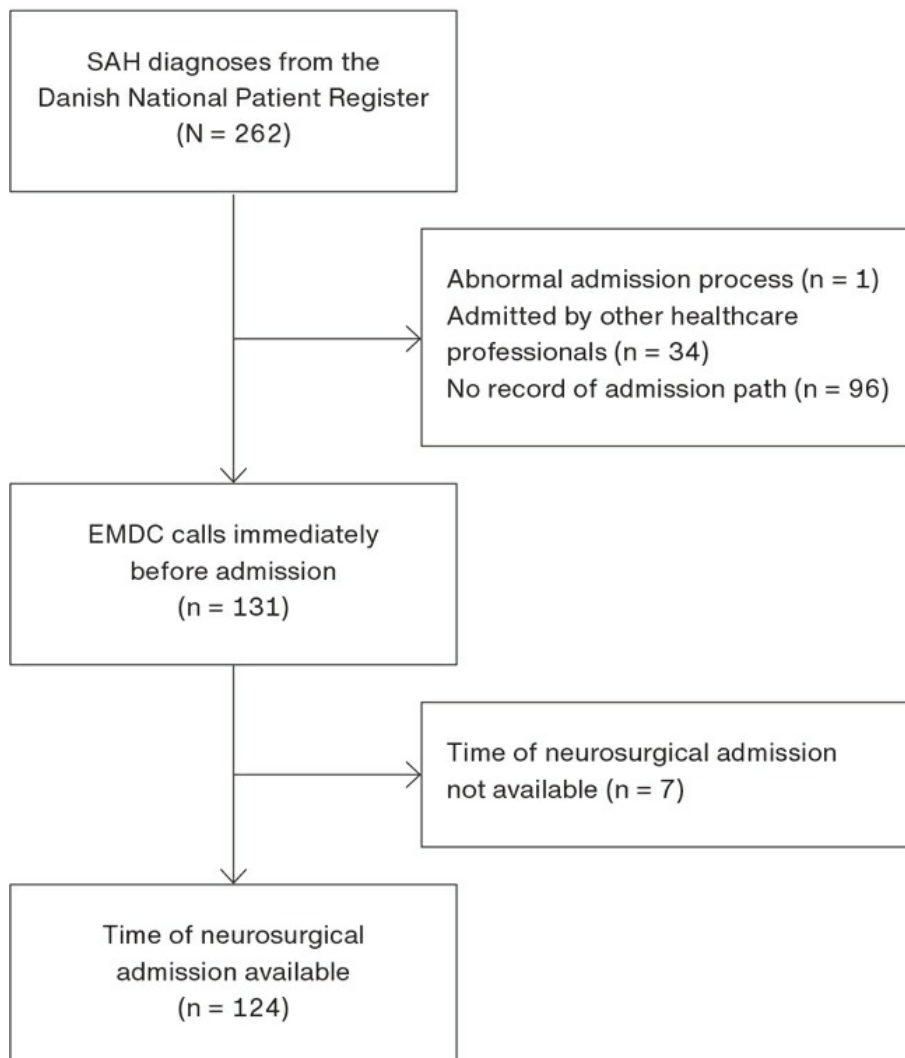 SAH diagnoses from the
Danish National Patient Register
(N = 262)
Abnormal admission process (n = 1)
Admitted by other healthcare
professionals (n = 34)
No record of admission path (n = 96)
EMDC calls immediately
before admission
(n = 131)
Time of neurosurgical admission
not available (n = 7)
Time of neurosurgical
admission available
(n = 124)